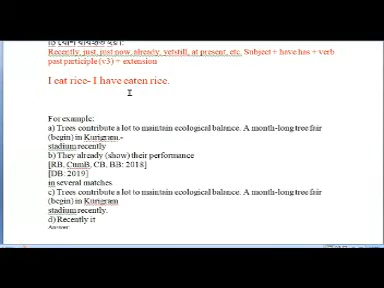 Recently, just, just now, already, yetstill, at present, etc. Subject + have has + verb
past participle (v3) + extension
I eat rice- I have eaten rice.
For example:
a) Trees contribute a lot to maintain ecological balance. A month-long tree fair
(begin) in Kurigram.-
stadium recently
b) They already (show) their performance
[RB, CumB, CB, BB: 2018]
[DB: 2019]
in several matches.
c) Trees contribute a lot to maintain ecological balance. A month-long tree fair
(begin) in Kurigram
stadium recently.
d) Recently it
Answer: